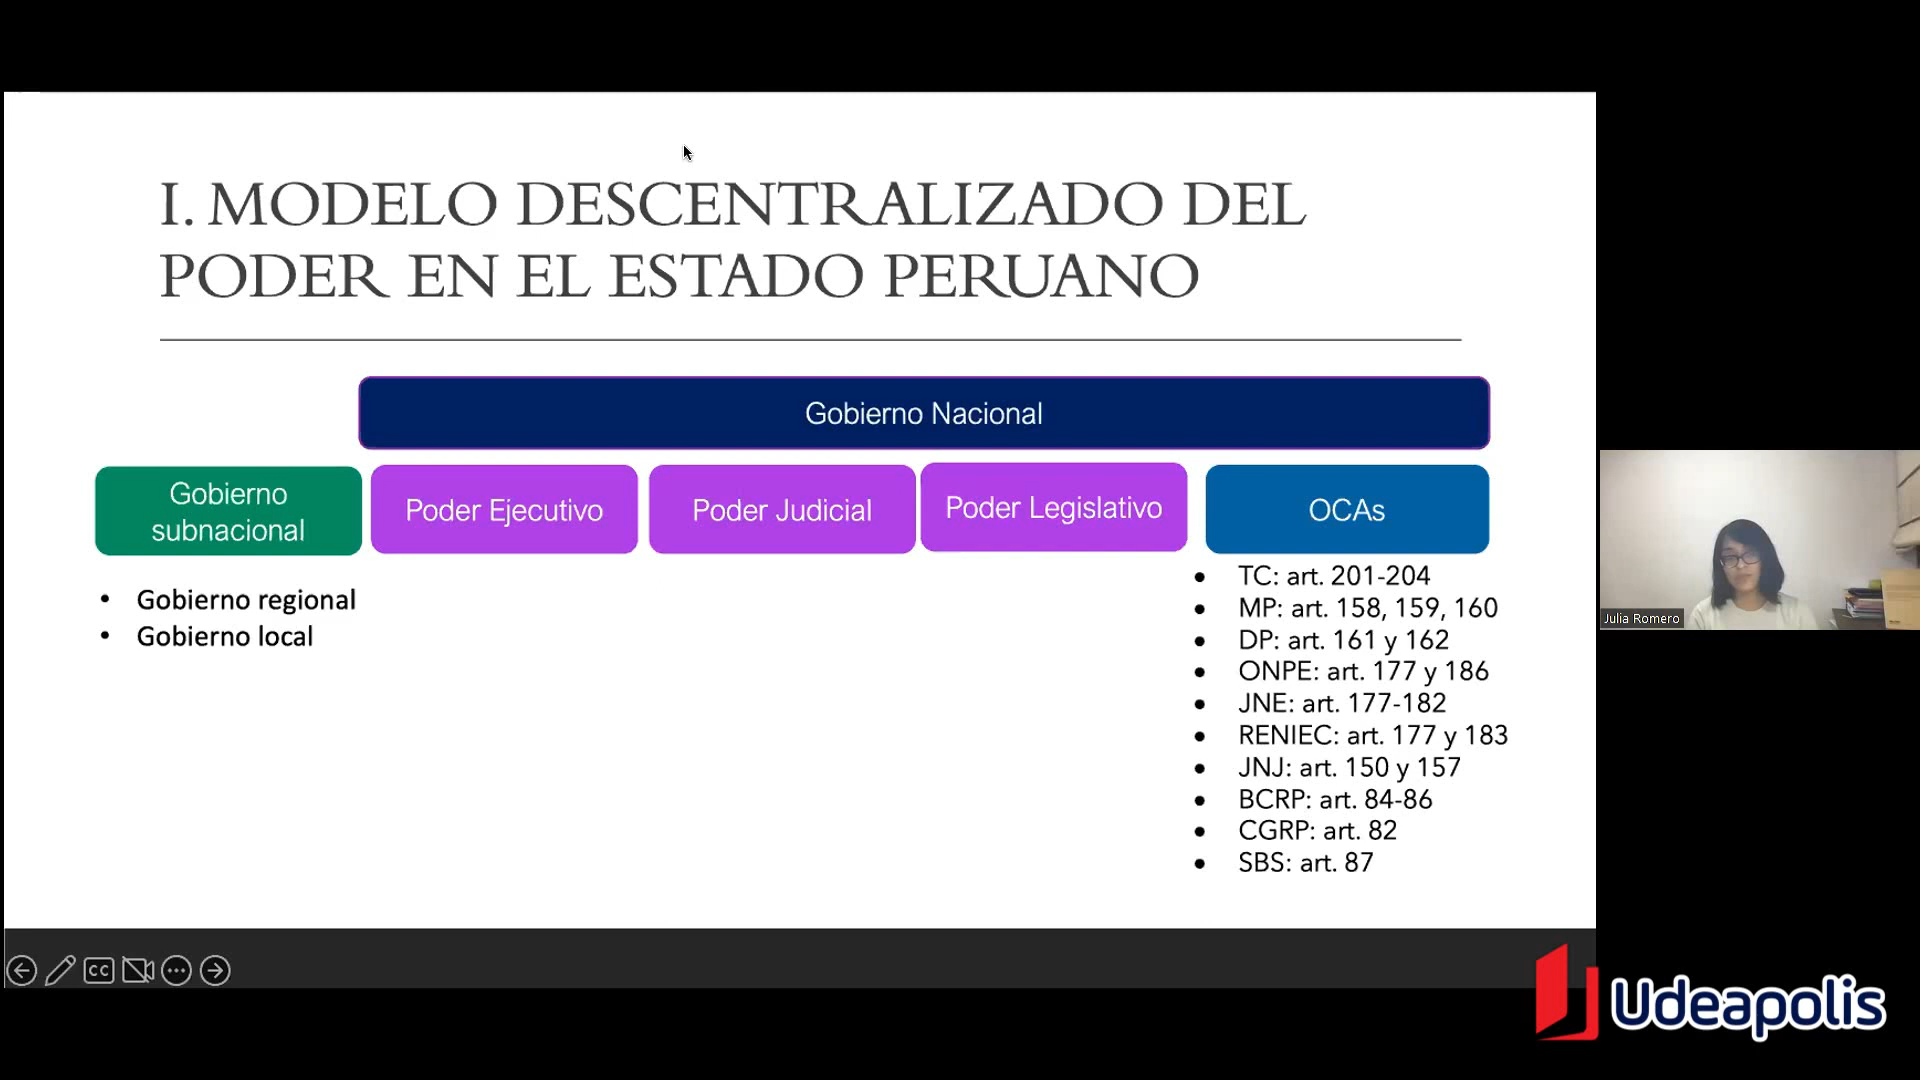 I. MODELO DESCENTRALIZADO DEL
PODER EN EL ESTADO PERUANO
Gobierno Nacional
Gobierno
subnacional
Poder Ejecutivo
Poder Judicial
Poder Legislativo
OCAs
• Gobierno regional
• Gobierno local
• TC: art. 201-204
• MP: art. 158, 159, 160
• DP: art. 161 y 162
• ONPE: art. 177 y 186
• JNE: art. 177-182
• RENIEC: art. 177 y 183
• JNJ: art. 150 y 157
• BCRP: art. 84-86
• CGRP: art. 82
• SBS: art. 87
Julia Romero
CC
Udeapolis